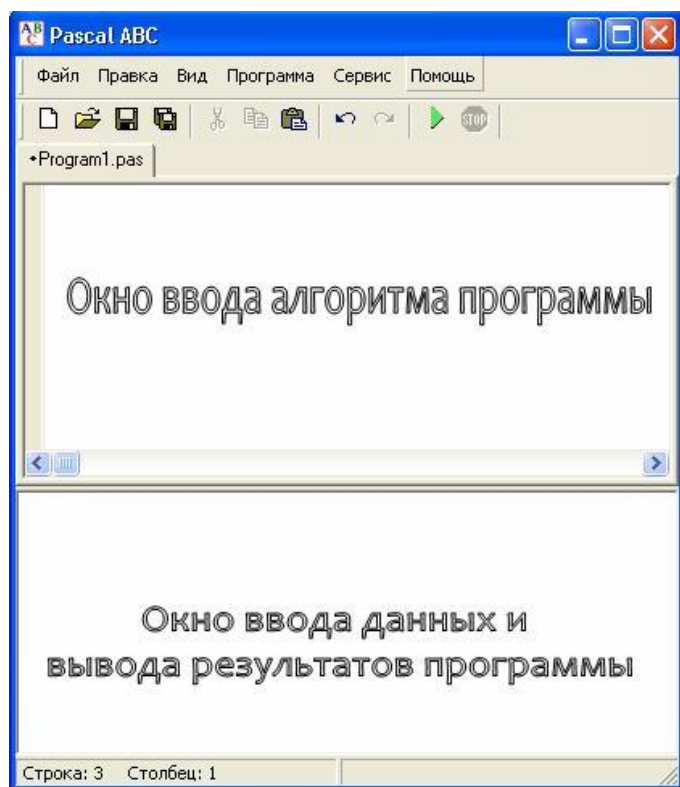 Pascal ABC
Файл Правка Вид Программа Сервис Помощь
STOP
•Program1.pas
Окно ввода алгоритма программы
Окно ввода данных и
вывода результатов программы
Строка: 3 Столбец: 1